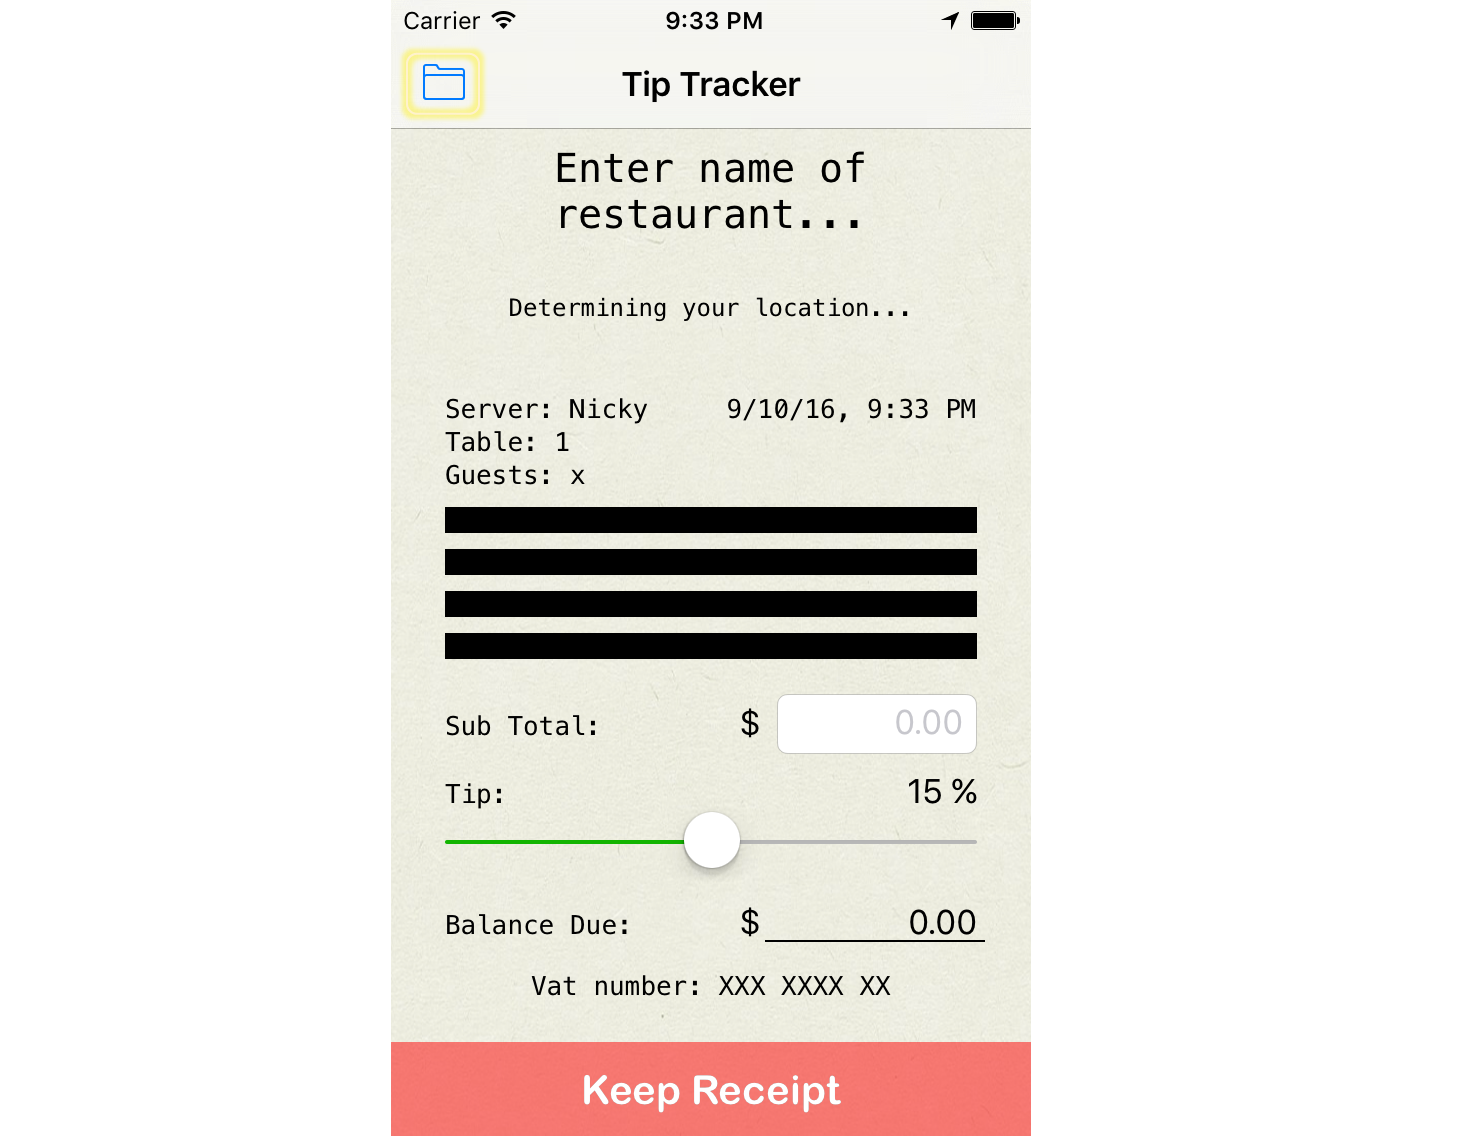 Carrier 9:33 PM
Tip Tracker
Enter name of
restaurant...
Determining your location...
Server: Nicky 9/10/16, 9:33 PM
Table: 1
Guests: x
Sub Total: $ 0.00
Tip: 15 %
Balance Due: $ 0.00
Vat number: XXX XXXX XX
Keep Receipt